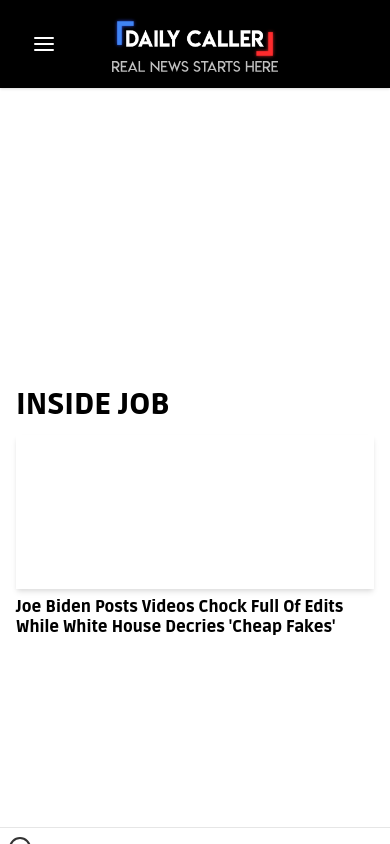 DAILY CALLER
REAL NEWS STARTS HERE
INSIDE JOB
Joe Biden Posts Videos Chock Full Of Edits
While White House Decries 'Cheap Fakes'